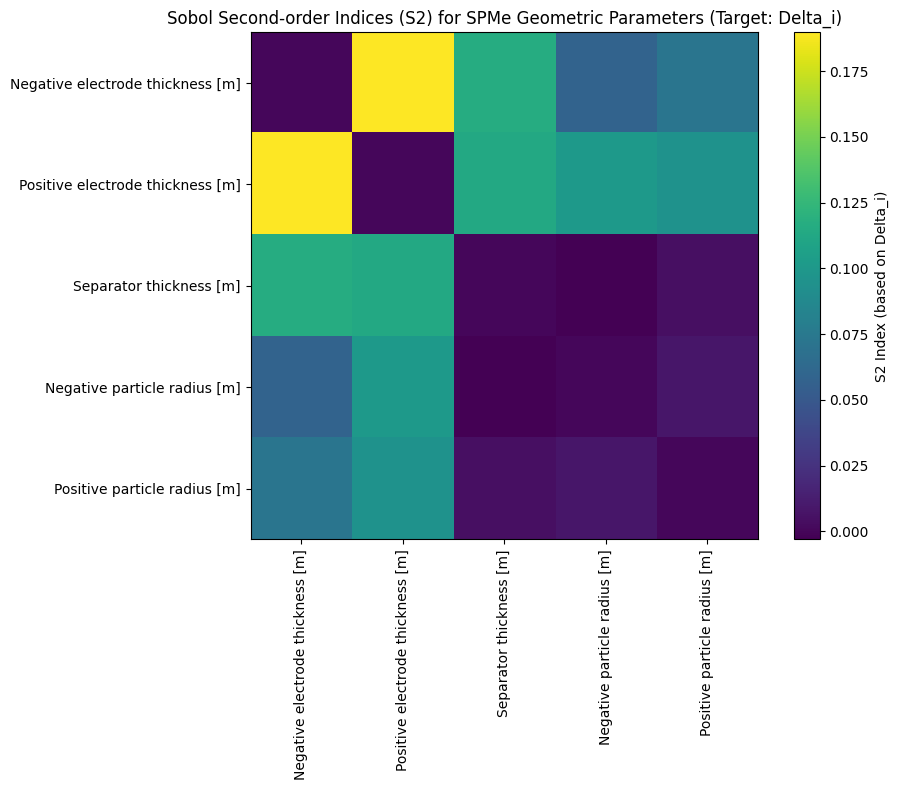 Sobol Second-order Indices (S2) for SPMe Geometric Parameters (Target: Delta_i)
Negative electrode thickness [m]
Positive electrode thickness [m]
Separator thickness [m]
Negative particle radius [m]
Positive particle radius [m]
Negative electrode thickness [m]
Positive electrode thickness [m]
Separator thickness [m]
Negative particle radius [m]
Positive particle radius [m]
0.175
0.150
0.125
0.100
0.075
0.050
0.025
0.000
S2 Index (based on Delta_i)